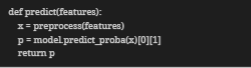 def predict(features):
    x = preprocess(features)
    p = model.predict_proba(x)[0][1]
    return p